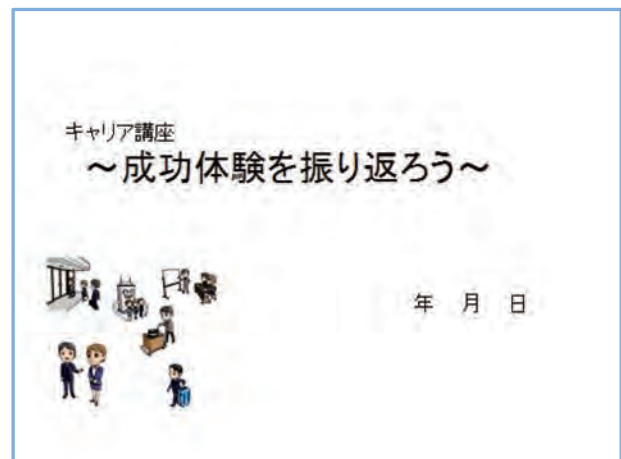 キャリア講座
～成功体験を振り返ろう～
年 月 日